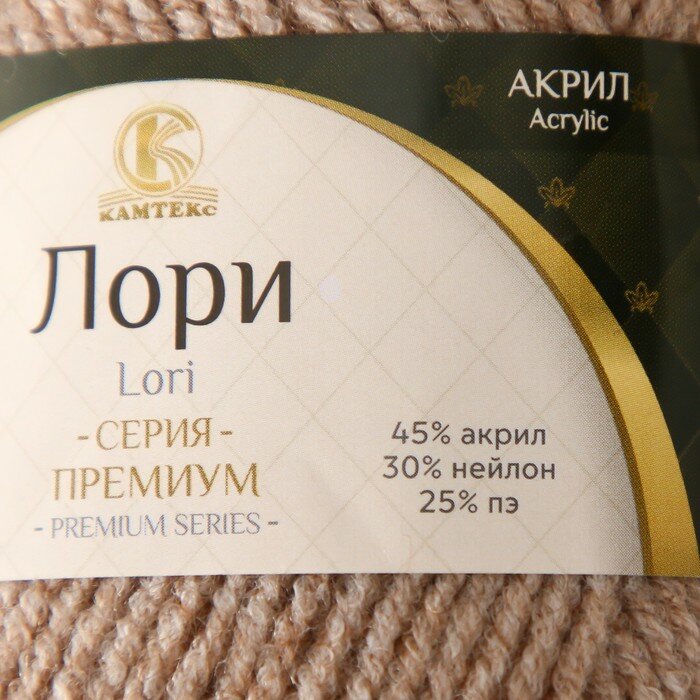 АКРИЛ
Acrylic
КАМТЕКс
Лори
Lori
- СЕРИЯ -
ПРЕМИУМ
- PREMIUM SERIES -
45% акрил
30% нейлон
25% пэ